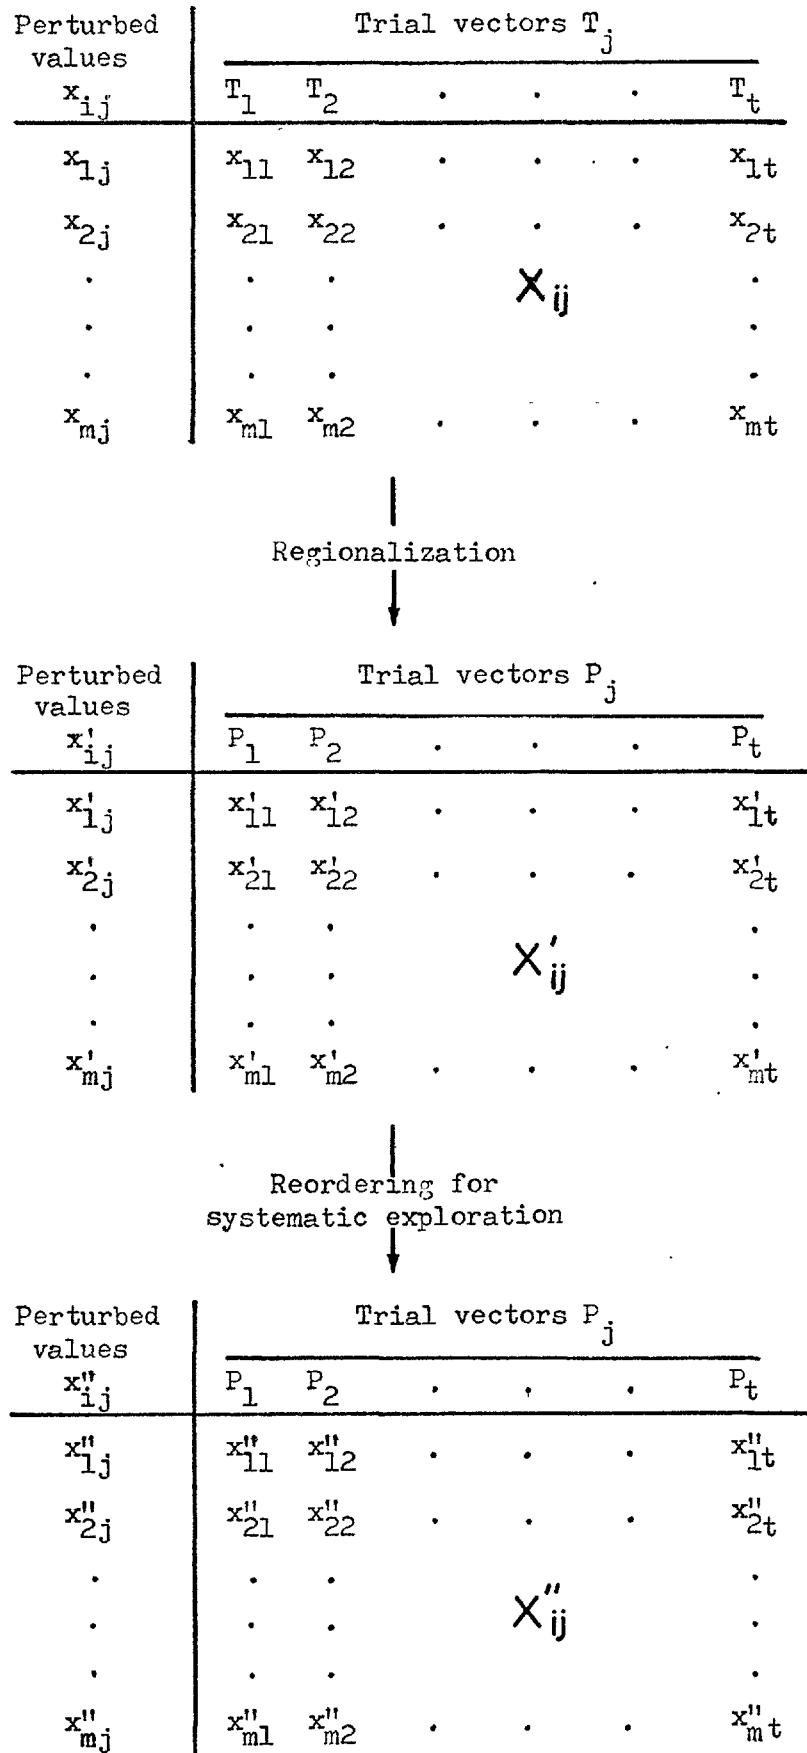 Perturbed values Trial vectors T_j
x_ij T_1 T_2 . . . T_t
x_1j x_11 x_12 . . . x_1t
x_2j x_21 x_22 . . . x_2t
. . . X_ij .
. . . .
. . . .
x_mj x_m1 x_m2 . . . x_mt
Regionalization
Perturbed values Trial vectors P_j
x'_ij P_1 P_2 . . . P_t
x'_1j x'_11 x'_12 . . . x'_1t
x'_2j x'_21 x'_22 . . . x'_2t
. . . .
. . . X'_ij .
. . . .
x'_mj x'_m1 x'_m2 . . . x'_mt
Reordering for
systematic exploration
Perturbed values Trial vectors P_j
x"_ij P_1 P_2 . . . P_t
x"_1j x"_11 x"_12 . . . x"_1t
x"_2j x"_21 x"_22 . . . x"_2t
. . . .
. . . X"_ij .
. . . .
x"_mj x"_m1 x"_m2 . . . x"_mt